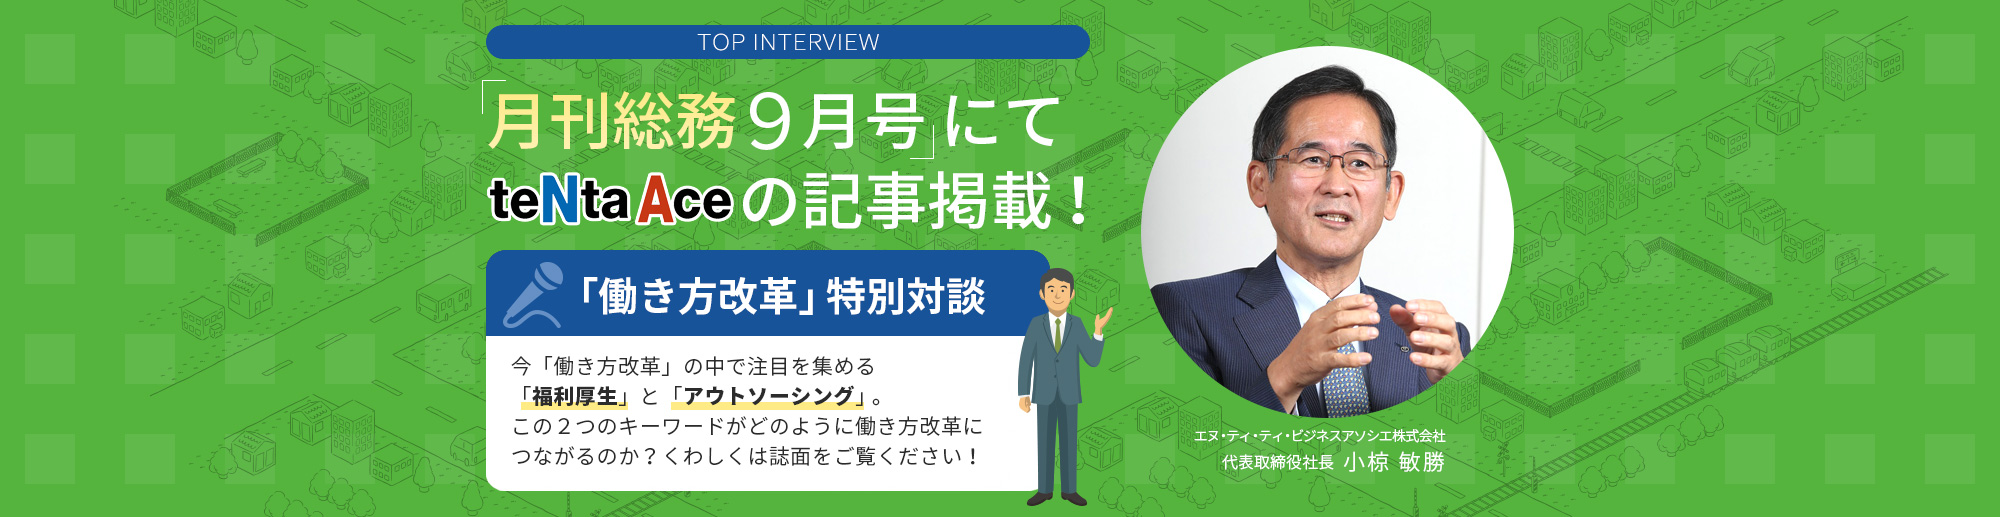 TOP INTERVIEW
「月刊総務９月号」にて
teNta Aceの記事掲載！
「働き方改革」特別対談
今「働き方改革」の中で注目を集める
「福利厚生」と「アウトソーシング」。
この２つのキーワードがどのように働き方改革に
つながるのか？くわしくは誌面をご覧ください！
エヌ・ティ・ティ・ビジネスアソシエ株式会社
代表取締役社長 小椋 敏勝